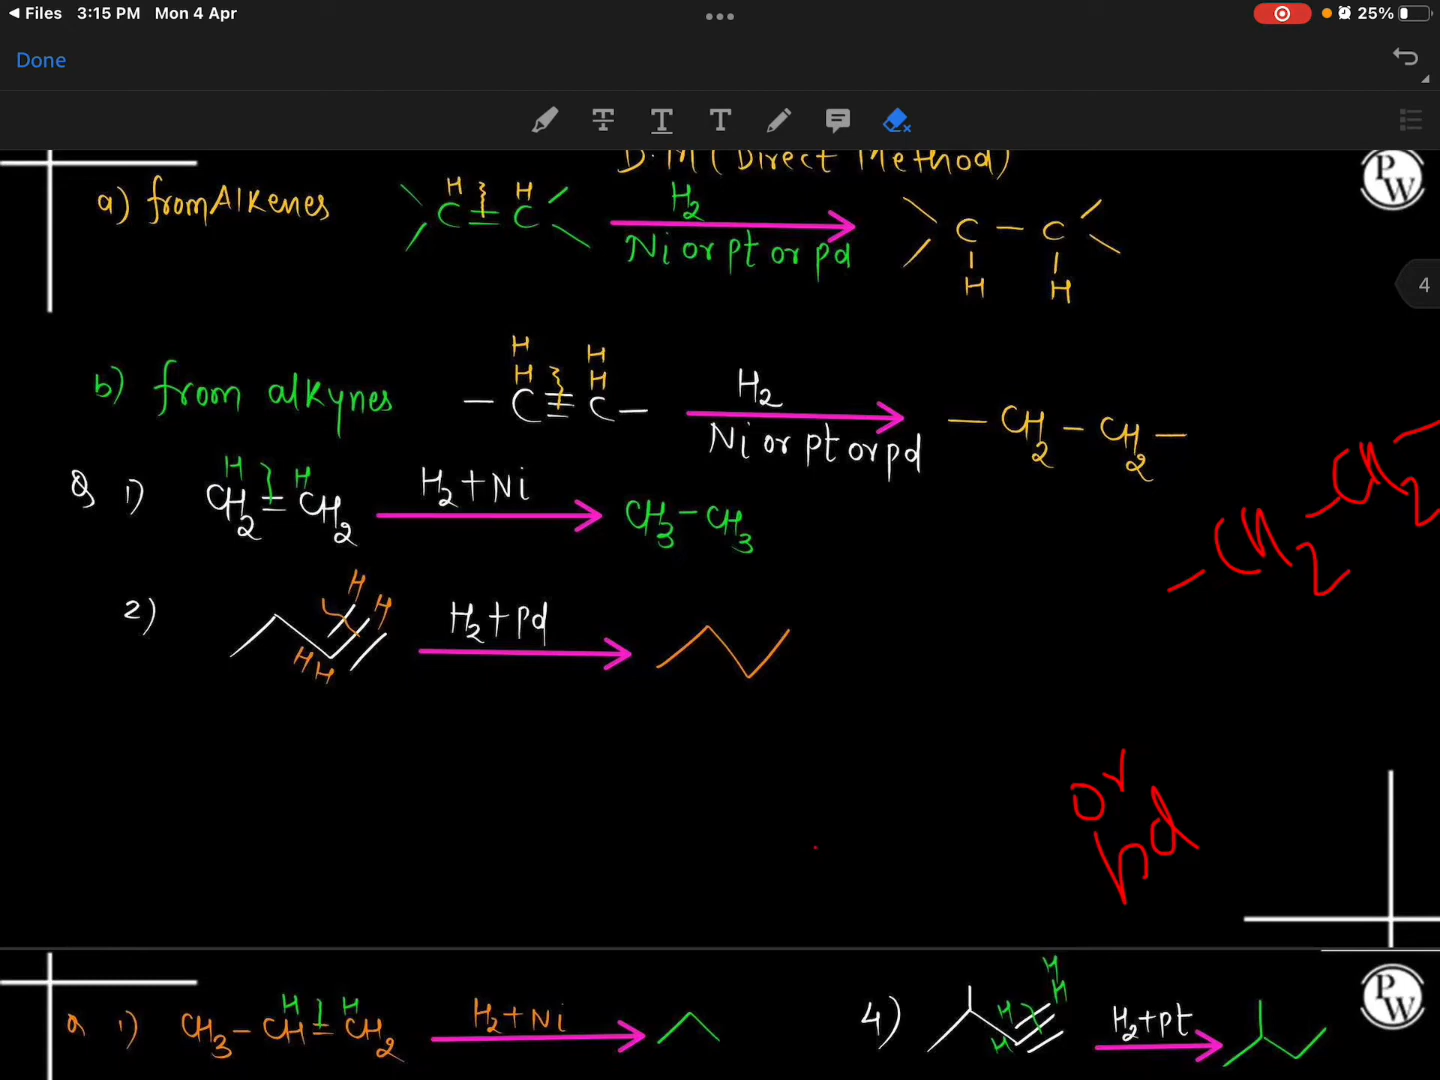 Files 3:15 PM Mon 4 Apr 25%
Done
D.M (Direct Method)
PW
a) from Alkenes
H H
C = C
H2
Ni or pt or pd
C - C
H H
4
b) from alkynes
H H
H H
- C ≡ C -
H2
Ni or pt or pd
- CH2 - CH2 -
Q 1) CH2 = CH2
H H
H2 + Ni
CH3 - CH3
- CH2 - CH2
2)
H H
H H
H2 + pd
or
pd
Q 1) CH3 - CH = CH2
H H
H2 + Ni
4)
H H
H H
H2 + pt
PW